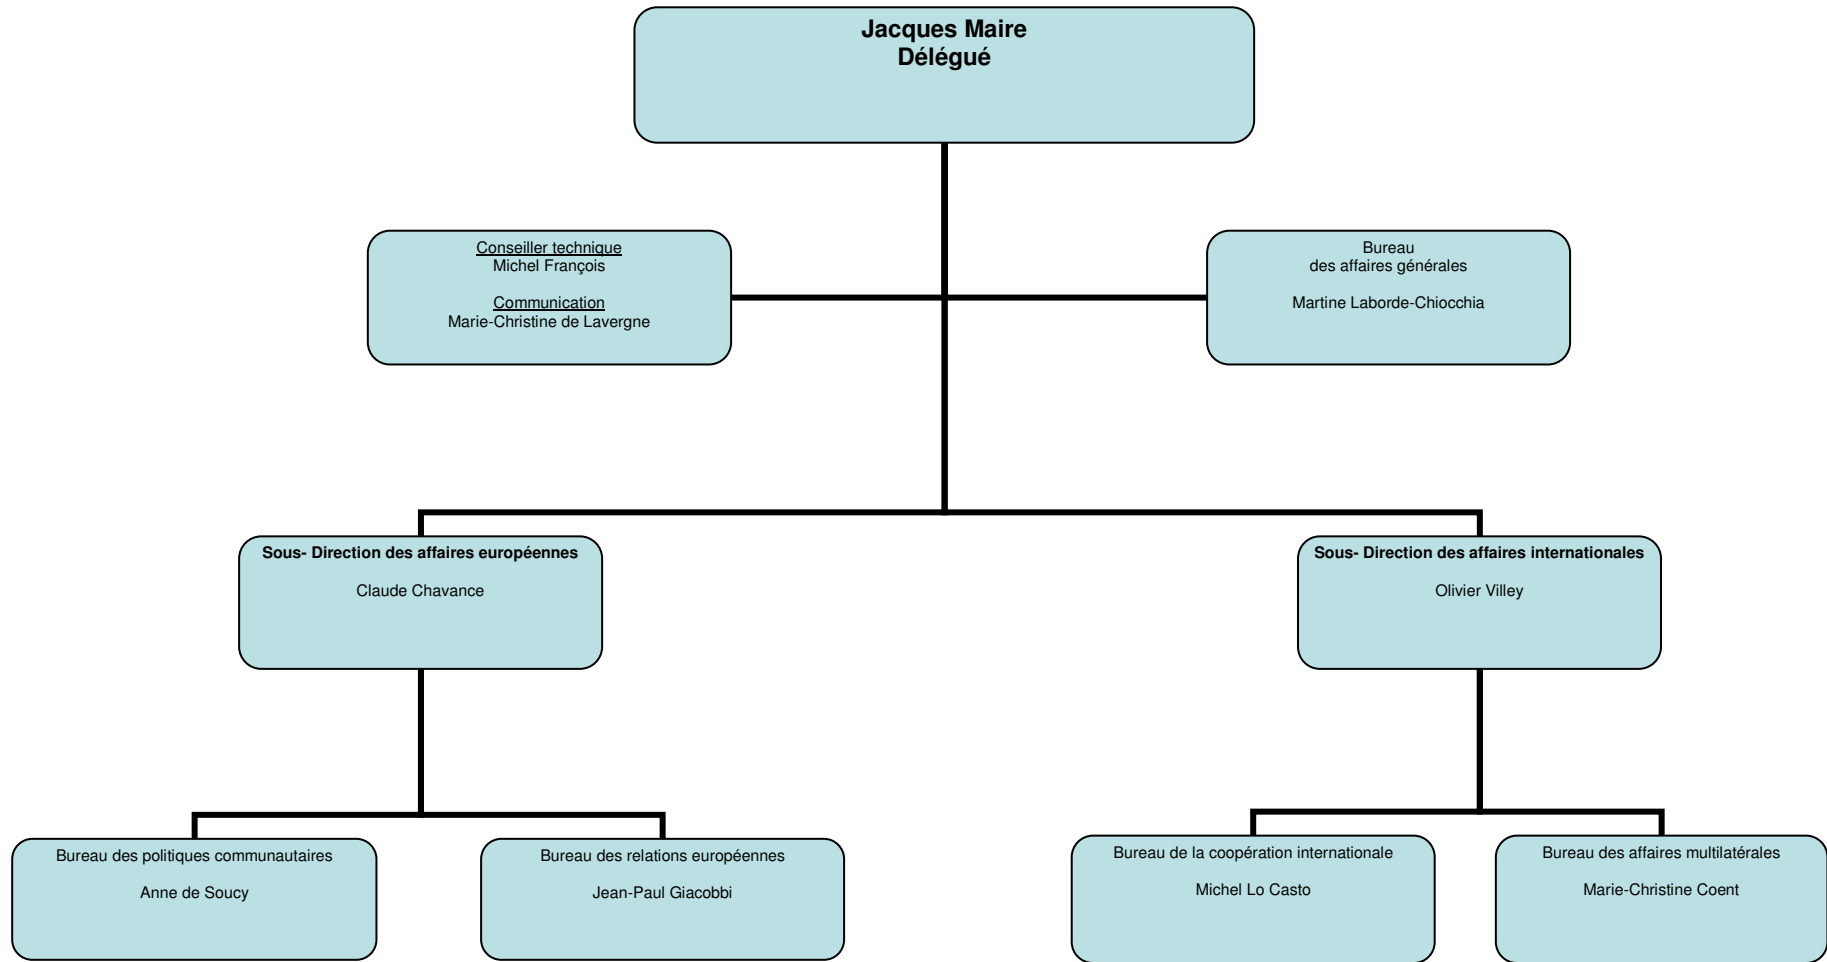 Jacques Maire
Délégué
Conseiller technique
Michel François
Communication
Marie-Christine de Lavergne
Bureau
des affaires générales
Martine Laborde-Chiocchia
Sous- Direction des affaires européennes
Claude Chavance
Sous- Direction des affaires internationales
Olivier Villey
Bureau des politiques communautaires
Anne de Soucy
Bureau des relations européennes
Jean-Paul Giacobbi
Bureau de la coopération internationale
Michel Lo Casto
Bureau des affaires multilatérales
Marie-Christine Coent